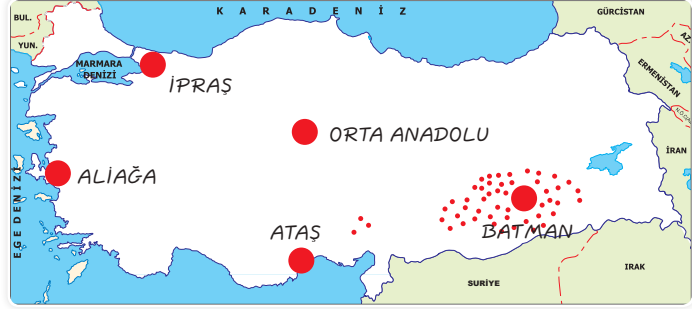 KARADENİZ
GÜRCİSTAN
BUL.
YUN.
AZ.
MARMARA
DENİZİ
ERMENİSTAN
İPRAŞ
ORTA ANADOLU
İRAN
ALİAĞA
EGE DENİZİ
ATAŞ
BATMAN
SURİYE
IRAK